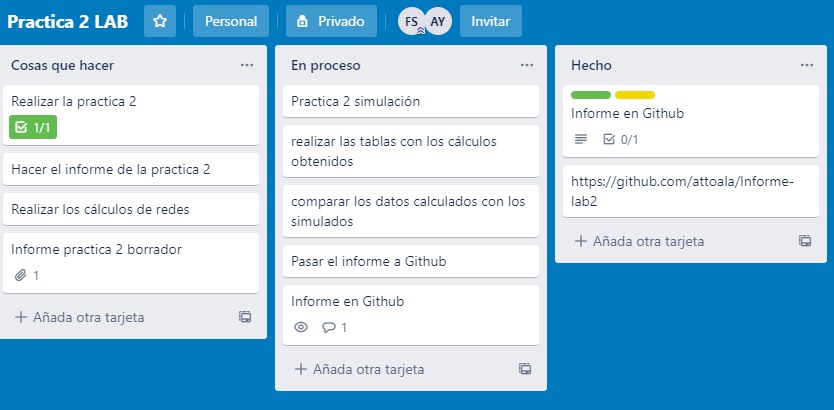 Practica 2 LAB
Personal
Privado
FS
AY
Invitar
Cosas que hacer
Realizar la practica 2
1/1
Hacer el informe de la practica 2
Realizar los cálculos de redes
Informe practica 2 borrador
1
Añada otra tarjeta
En proceso
Practica 2 simulación
realizar las tablas con los cálculos
obtenidos
comparar los datos calculados con los
simulados
Pasar el informe a Github
Informe en Github
1
Añada otra tarjeta
Hecho
Informe en Github
0/1
https://github.com/attoala/Informe-
lab2
Añada otra tarjeta